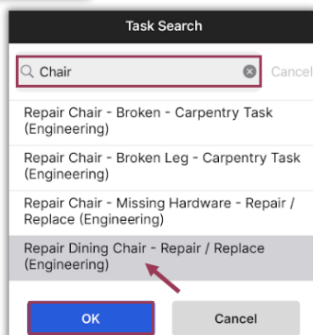 Task Search
Chair
Cancel
Repair Chair - Broken - Carpentry Task
(Engineering)
Repair Chair - Broken Leg - Carpentry Task
(Engineering)
Repair Chair - Missing Hardware - Repair /
Replace (Engineering)
Repair Dining Chair - Repair / Replace
(Engineering)
OK
Cancel